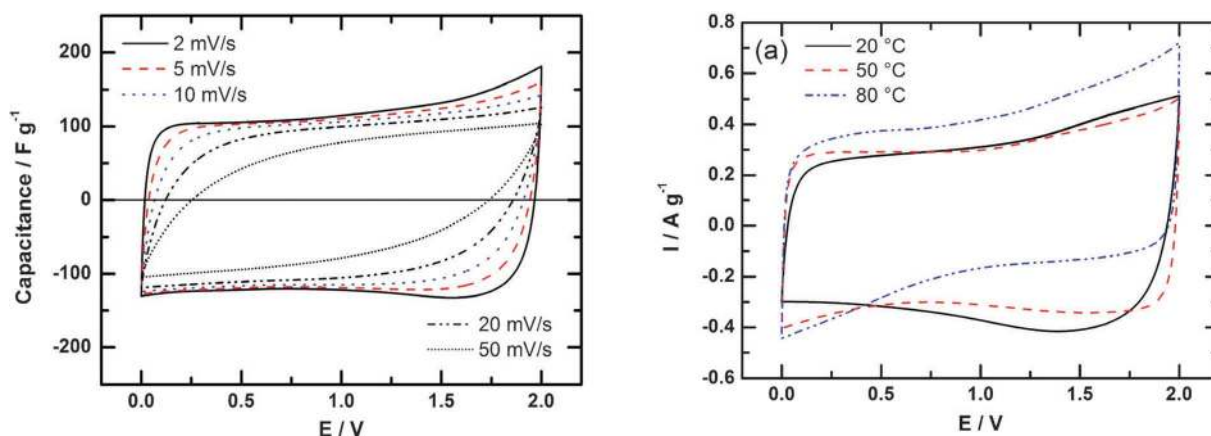 Capacitance / F g⁻¹
200
100
0
-100
-200
2 mV/s
5 mV/s
10 mV/s
20 mV/s
50 mV/s
0.0 0.5 1.0 1.5 2.0
E / V
(a)
I / A g⁻¹
0.8
0.6
0.4
0.2
0.0
-0.2
-0.4
-0.6
20 °C
50 °C
80 °C
0.0 0.5 1.0 1.5 2.0
E / V